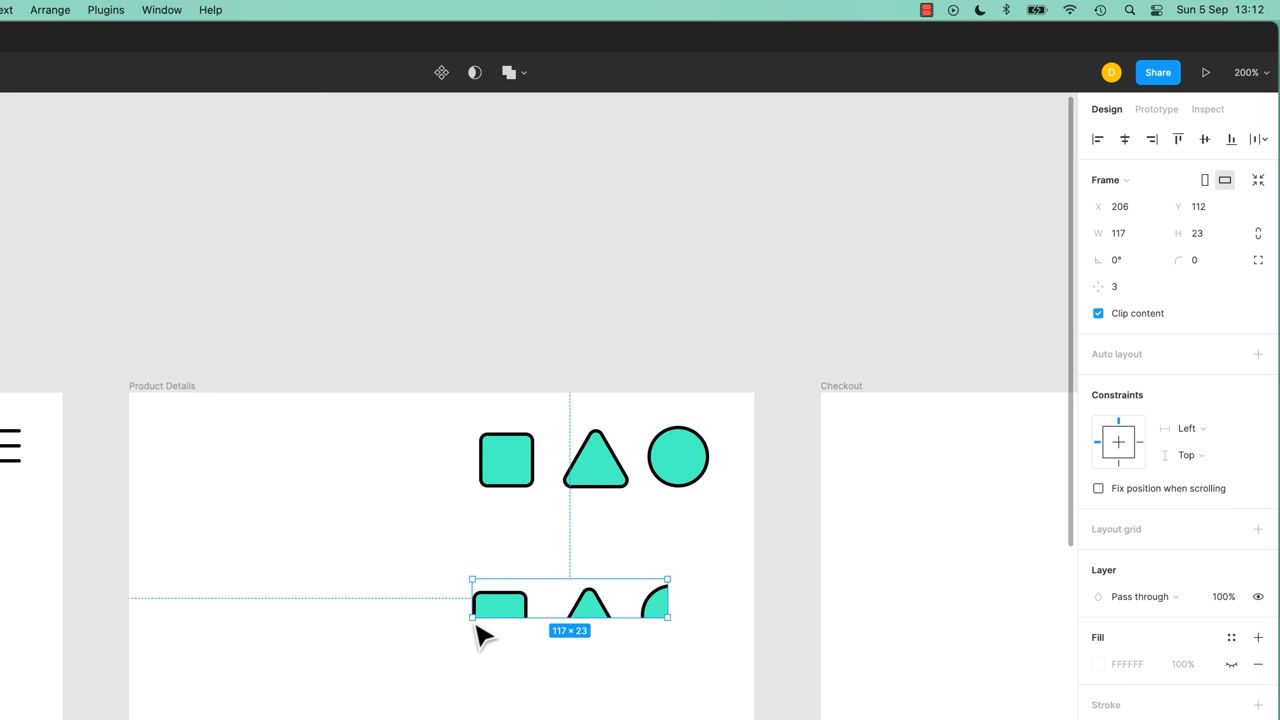 ext Arrange Plugins Window Help Sun 5 Sep 13:12
D Share 200%
Design Prototype Inspect
Frame
X 206 Y 112
W 117 H 23
0° 0
3
Clip content
Auto layout
Product Details
Checkout
Constraints
Left
Top
Fix position when scrolling
Layout grid
Layer
Pass through 100%
117 × 23
Fill
FFFFFF 100%
Stroke